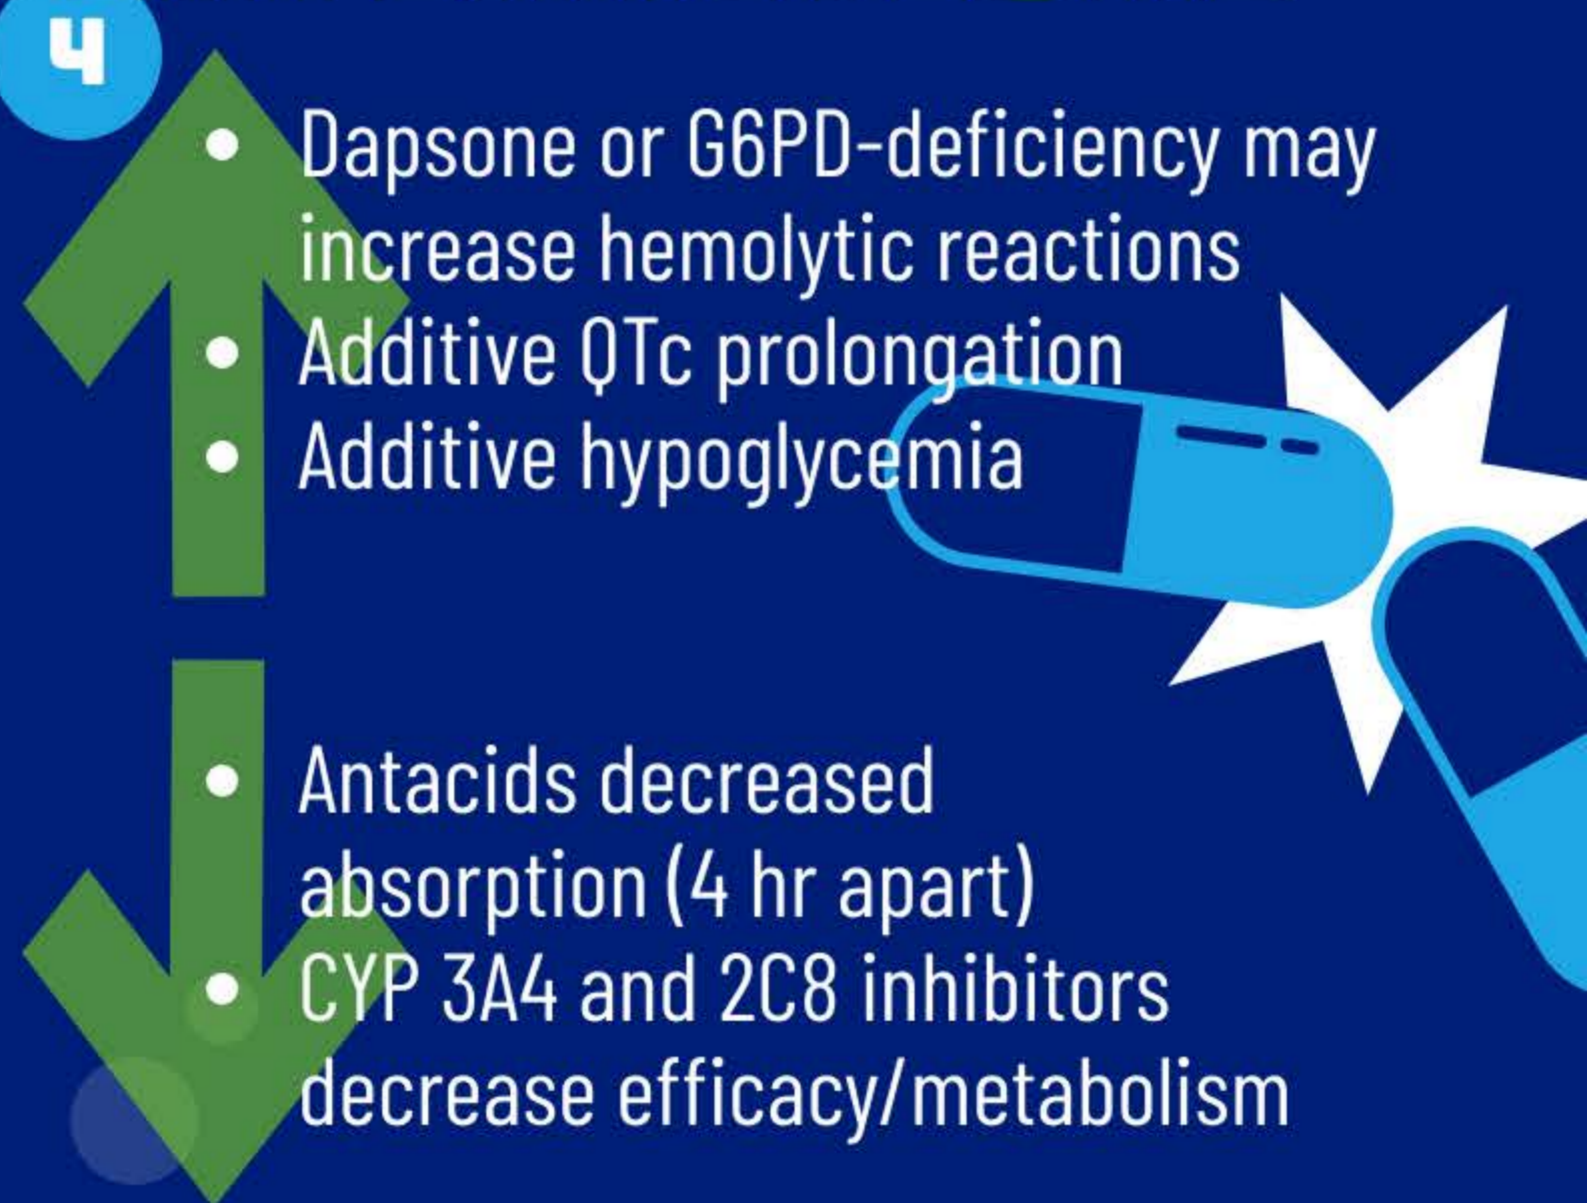 4
• Dapsone or G6PD-deficiency may
increase hemolytic reactions
• Additive QTc prolongation
• Additive hypoglycemia
• Antacids decreased
absorption (4 hr apart)
• CYP 3A4 and 2C8 inhibitors
decrease efficacy/metabolism